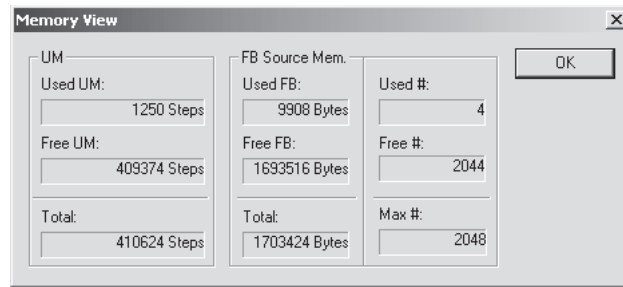 Memory View
UM
Used UM:
1250 Steps
Free UM:
409374 Steps
Total:
410624 Steps
FB Source Mem.
Used FB:
9908 Bytes
Free FB:
1693516 Bytes
Total:
1703424 Bytes
Used #:
4
Free #:
2044
Max #:
2048
OK